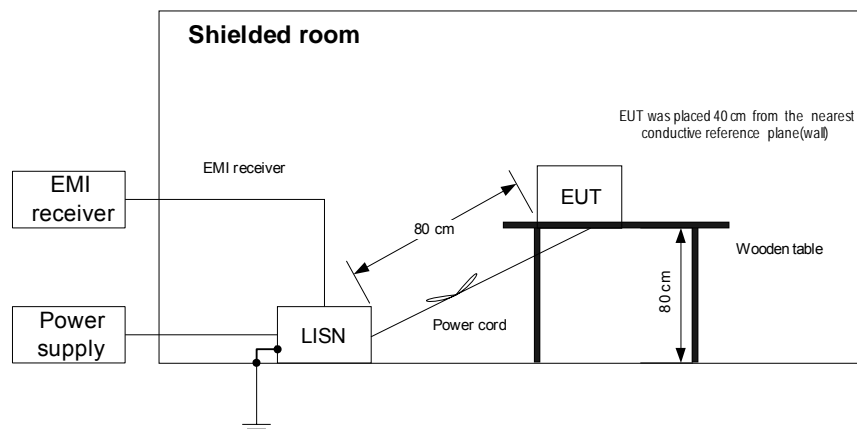 Shielded room
EUT was placed 40 cm from the nearest
conductive reference plane(wall)
EMI
receiver
EMI receiver
EUT
80 cm
Wooden table
80 cm
Power
supply
LISN
Power cord